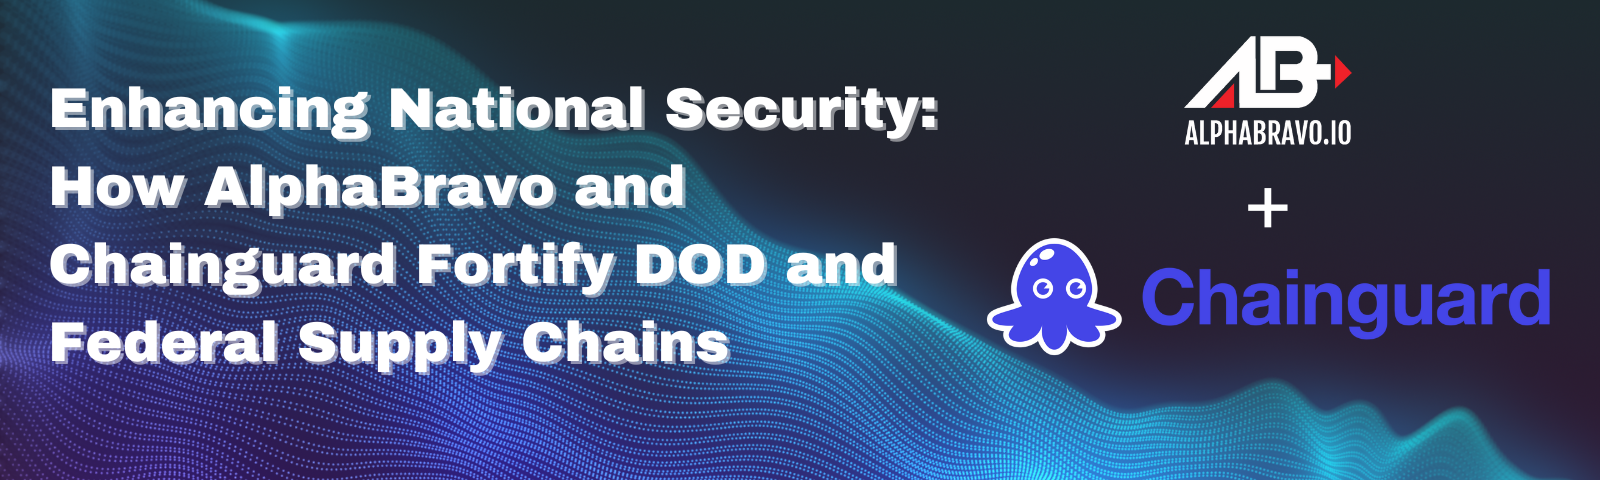 Enhancing National Security:
How AlphaBravo and
Chainguard Fortify DOD and
Federal Supply Chains
AB
ALPHABRAVO.IO
+
Chainguard